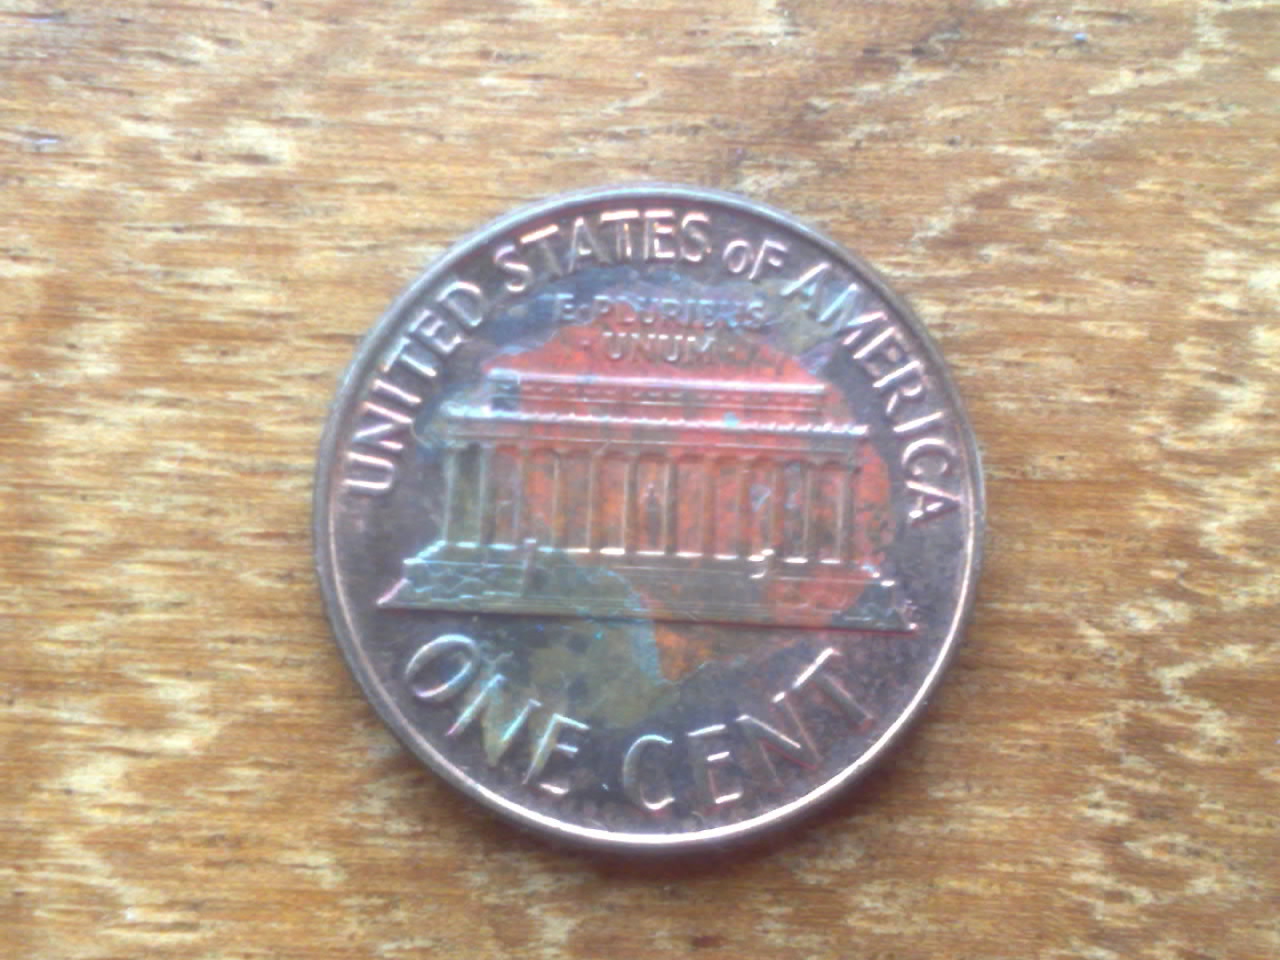 UNITED STATES OF AMERICA
E·PLURIBUS
·UNUM·
ONE CENT